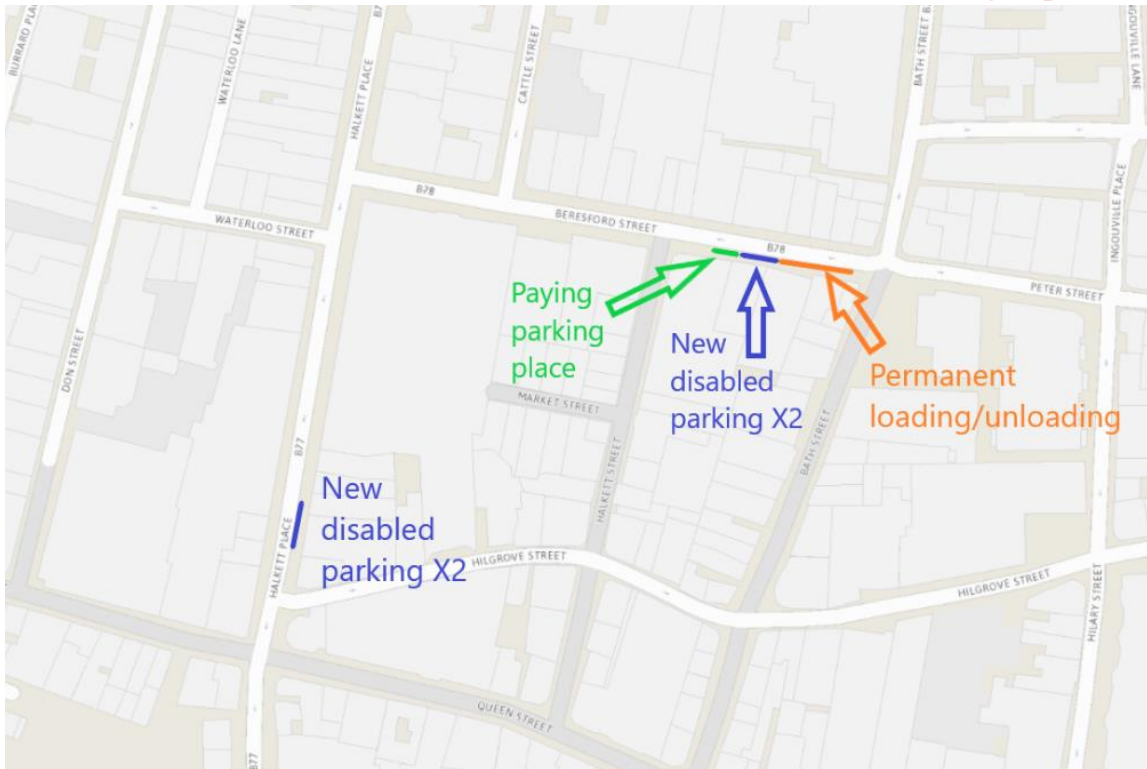 BURRARD PLA
WATERLOO LANE
HALKETT PLACE
CATTLE STREET
BATH STREET B
INGOUVILLE LANE
B78
WATERLOO STREET
BERESFORD STREET
B78
INGOUVILLE PLACE
PETER STREET
DON STREET
Paying
parking
place
New
disabled
parking X2
Permanent
loading/unloading
MARKET STREET
BATH STREET
HALKETT STREET
B77
New
disabled
parking X2
HALKETT PLACE
HILGROVE STREET
HILGROVE STREET
HILARY STREET
QUEEN STREET
B77